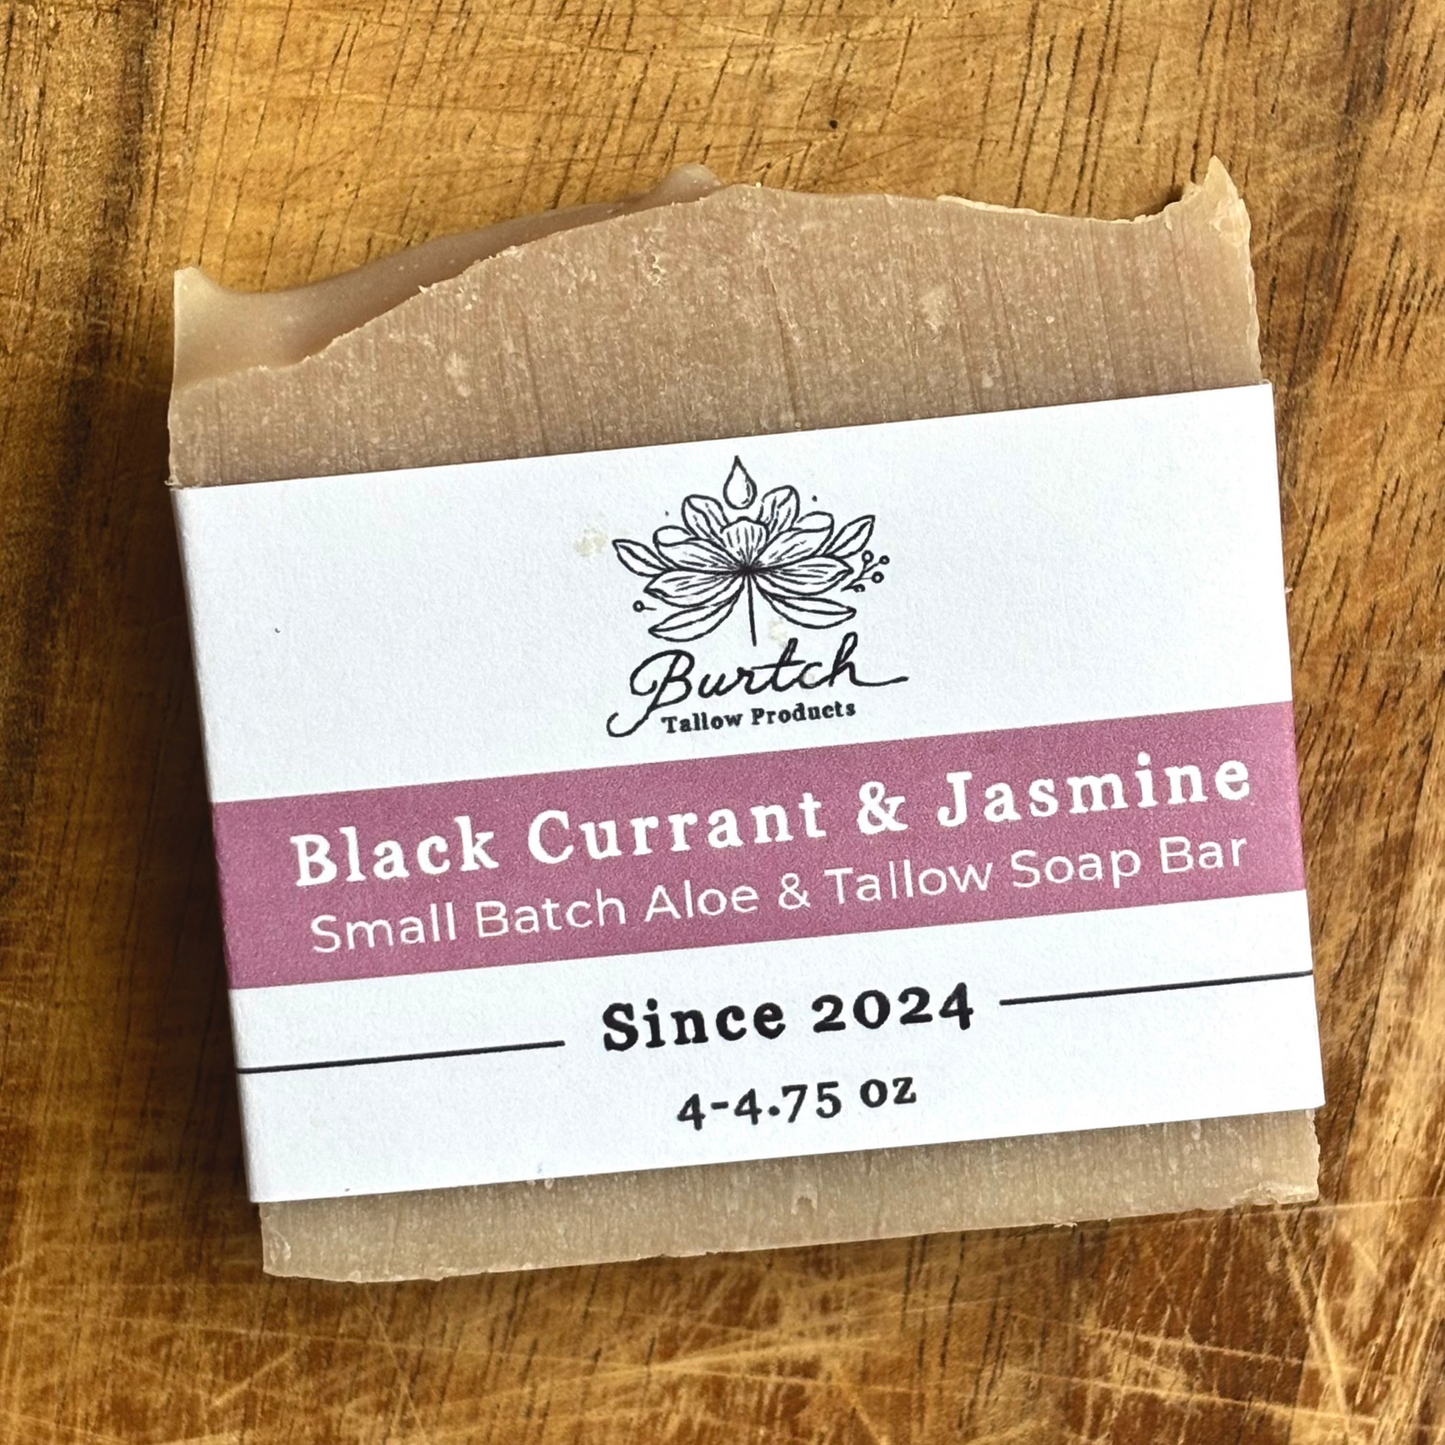 Burtch
Tallow Products
Black Currant & Jasmine
Small Batch Aloe & Tallow Soap Bar
Since 2024
4-4.75 oz